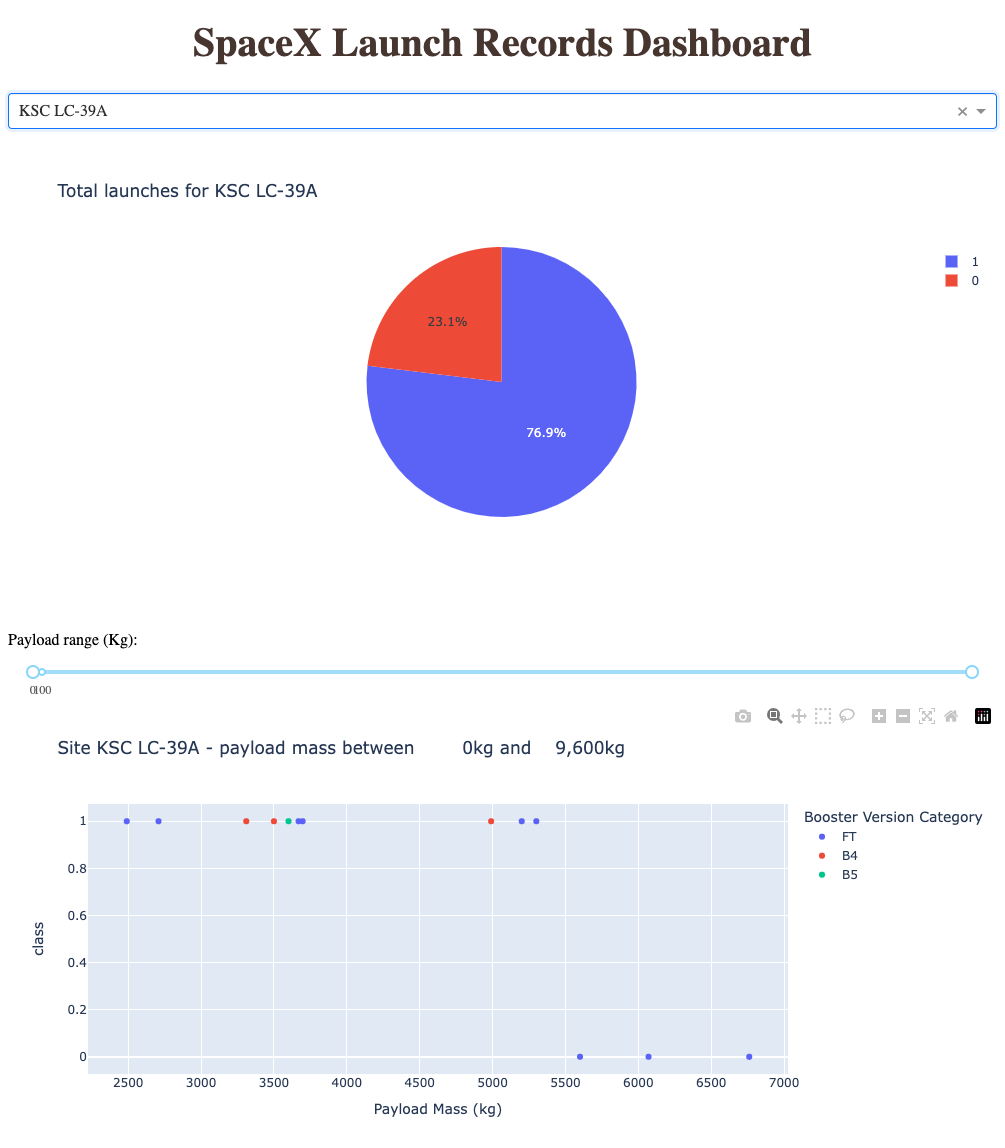 SpaceX Launch Records Dashboard
KSC LC-39A
Total launches for KSC LC-39A
1
0
23.1%
76.9%
Payload range (Kg):
0100
Site KSC LC-39A - payload mass between 0kg and 9,600kg
Booster Version Category
FT
B4
B5
1
0.8
0.6
0.4
0.2
0
class
2500 3000 3500 4000 4500 5000 5500 6000 6500 7000
Payload Mass (kg)